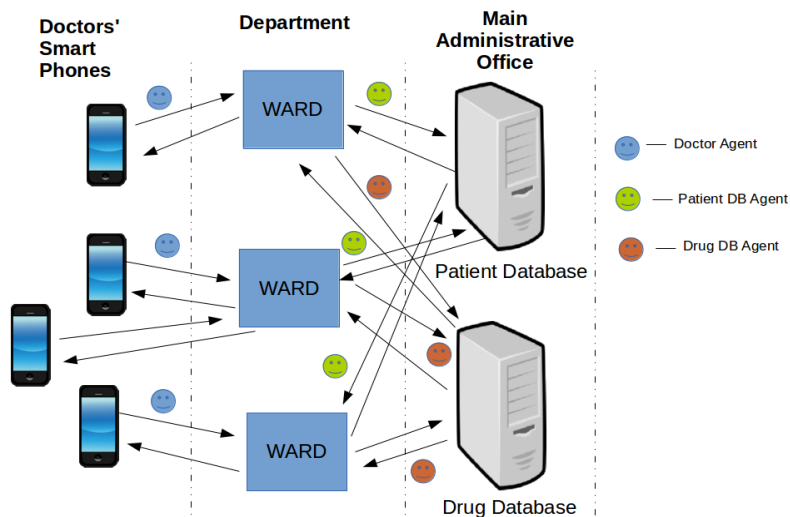 Doctors'
Smart
Phones
Department
Main
Administrative
Office
WARD
WARD
WARD
Patient Database
Drug Database
Doctor Agent
Patient DB Agent
Drug DB Agent